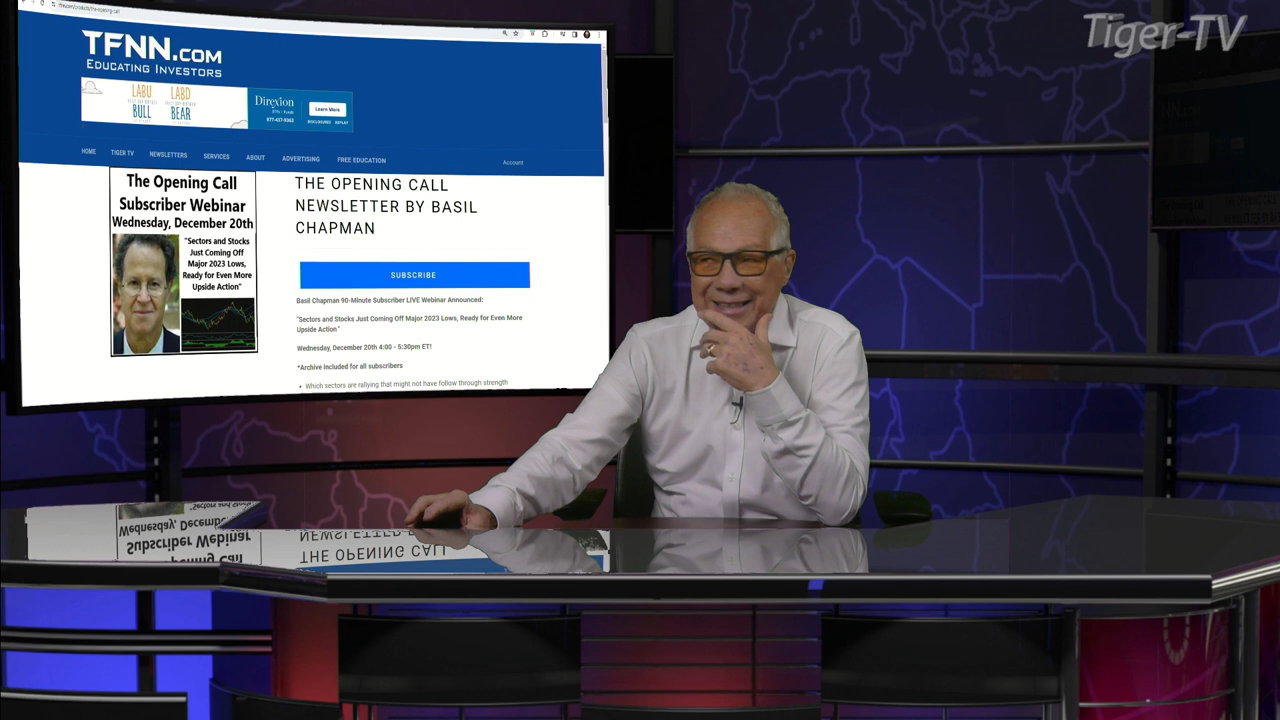 Tiger-TV
TFNN.COM
EDUCATING INVESTORS
LABU
BULL
LABD
BEAR
Direxion
877-437-9363
Learn More
DISCLOSURES REPLAY
HOME TIGER TV NEWSLETTERS SERVICES ABOUT ADVERTISING FREE EDUCATION Account
The Opening Call
Subscriber Webinar
Wednesday, December 20th
"Sectors and Stocks
Just Coming Off
Major 2023 Lows,
Ready for Even More
Upside Action"
THE OPENING CALL
NEWSLETTER BY BASIL
CHAPMAN
SUBSCRIBE
Basil Chapman 90-Minute Subscriber LIVE Webinar Announced:
"Sectors and Stocks Just Coming Off Major 2023 Lows, Ready for Even More
Upside Action"
Wednesday, December 20th 4:00 - 5:30pm ET!
*Archive included for all subscribers
• Which sectors are rallying that might not have follow through strength